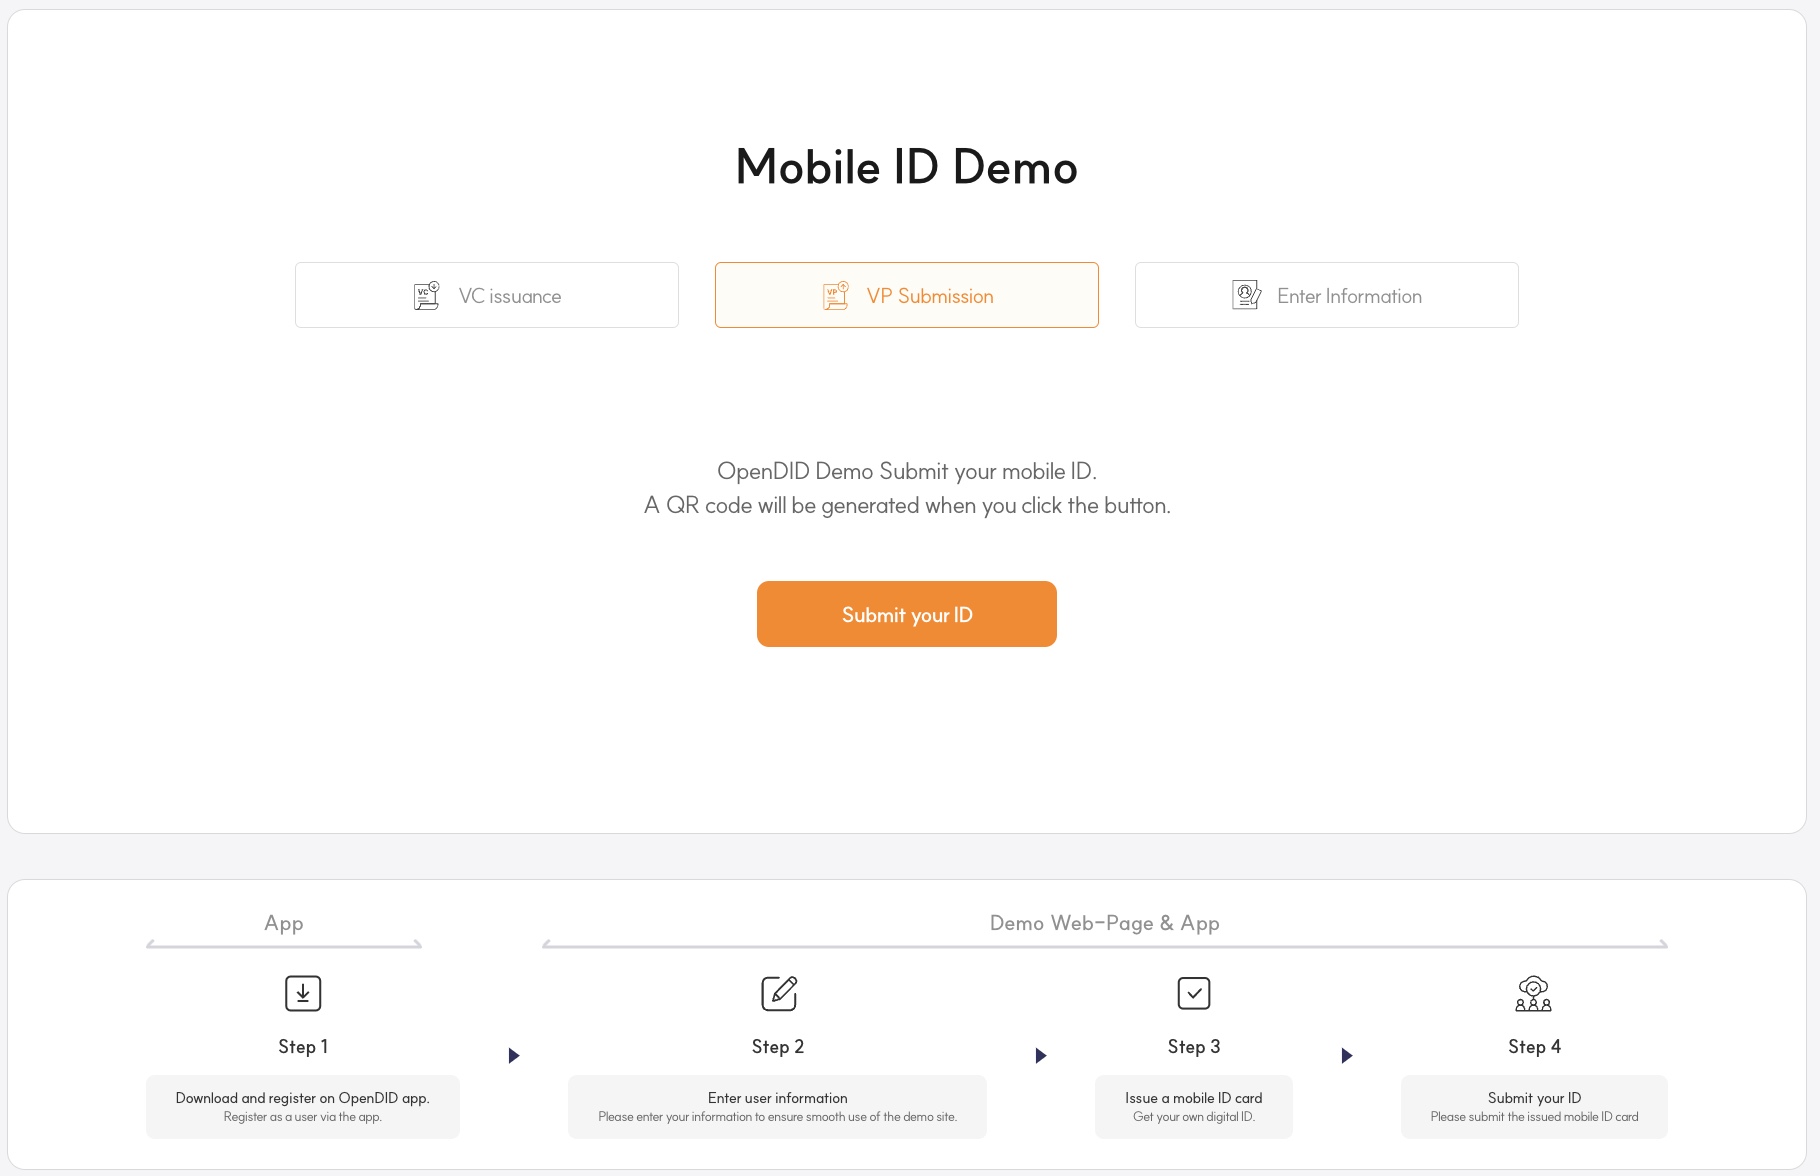 Mobile ID Demo
VC
VC issuance
VP
VP Submission
Enter Information
OpenDID Demo Submit your mobile ID.
A QR code will be generated when you click the button.
Submit your ID
App
Demo Web-Page & App
Step 1
Download and register on OpenDID app.
Register as a user via the app.
Step 2
Enter user information
Please enter your information to ensure smooth use of the demo site.
Step 3
Issue a mobile ID card
Get your own digital ID.
Step 4
Submit your ID
Please submit the issued mobile ID card